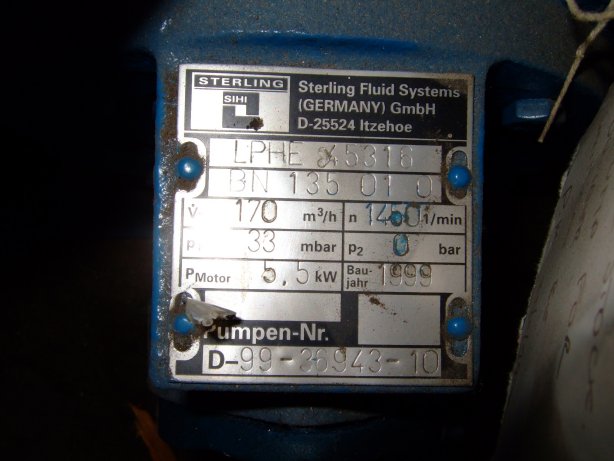 STERLING
SIHI
Sterling Fluid Systems
(GERMANY) GmbH
D-25524 Itzehoe
LPHE 45316
BN 135 01 0
V 170 m³/h n 1450 1/min
p₁ 33 mbar p₂ 0 bar
PMotor 5,5 kW Bau-jahr 1999
Pumpen-Nr.
D-99-36943-10